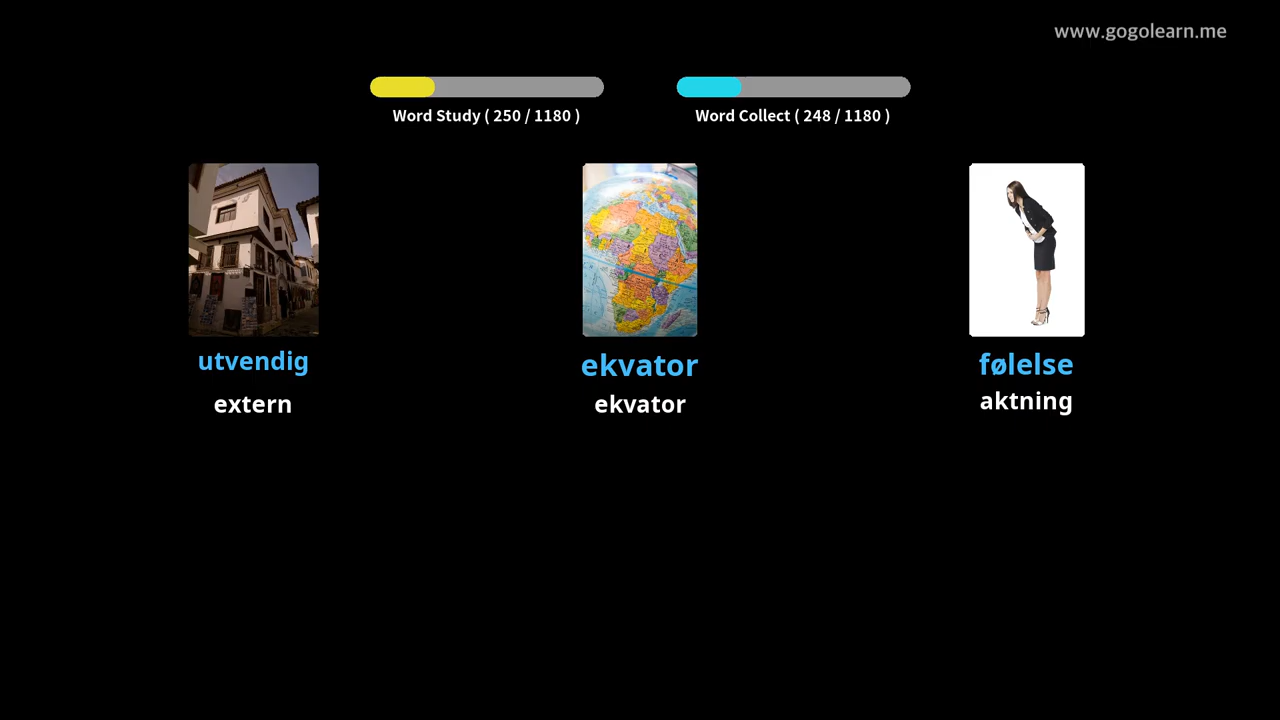 www.gogolearn.me
Word Study ( 250 / 1180 )
Word Collect ( 248 / 1180 )
utvendig
extern
ekvator
ekvator
følelse
aktning